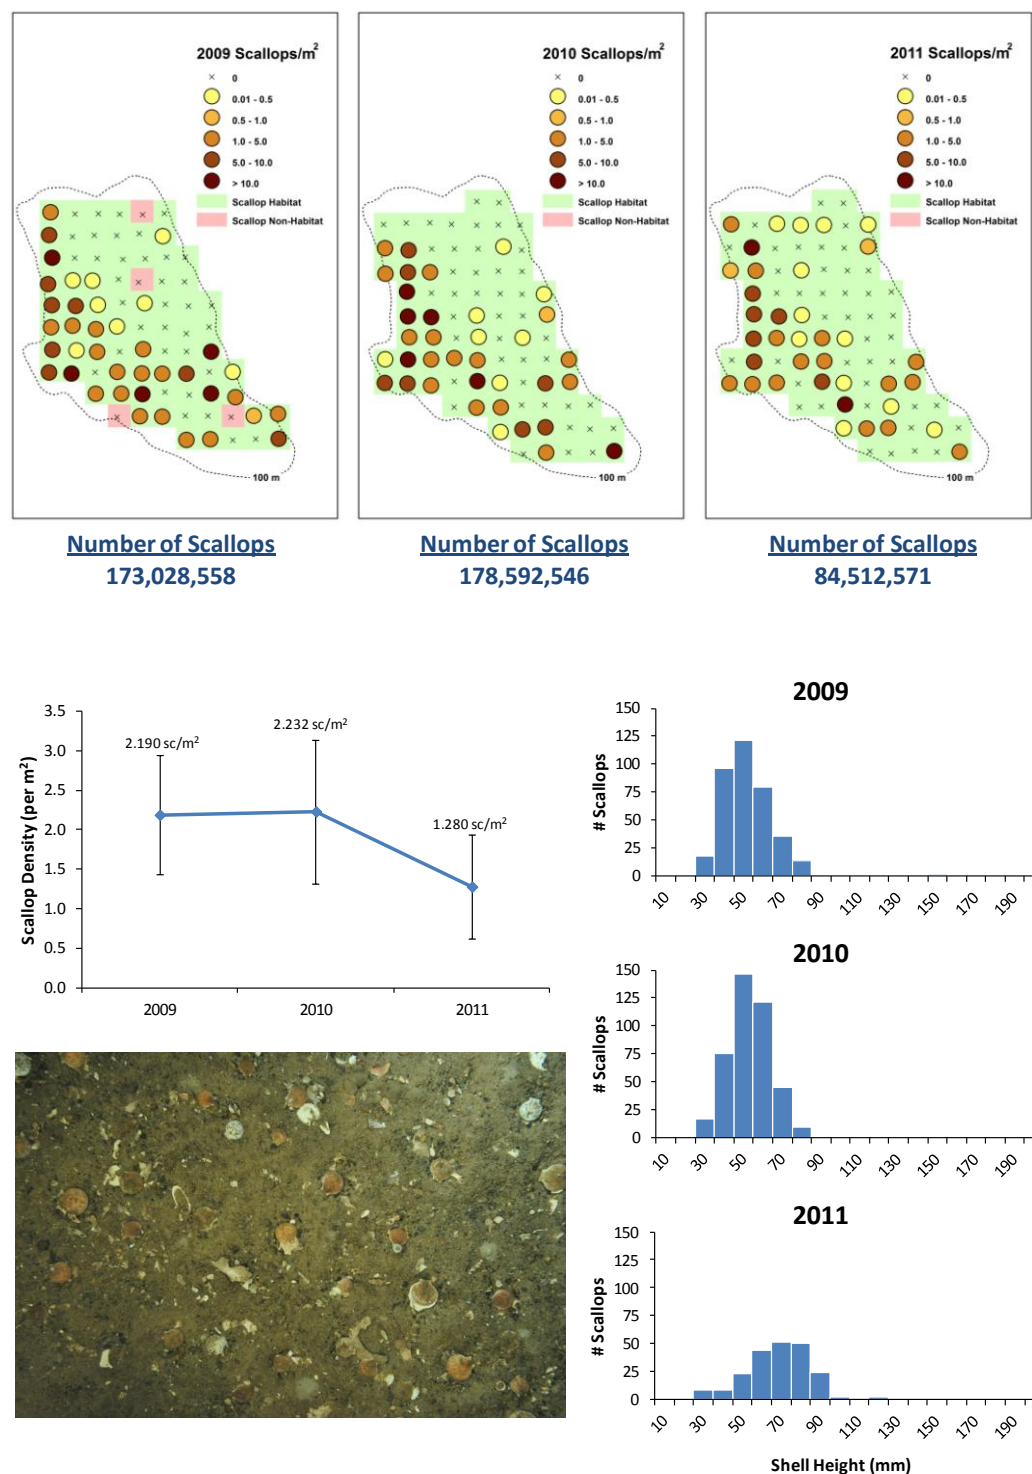 2009 Scallops/m²
0
0.01 - 0.5
0.5 - 1.0
1.0 - 5.0
5.0 - 10.0
> 10.0
Scallop Habitat
Scallop Non-Habitat
100 m
2010 Scallops/m²
0
0.01 - 0.5
0.5 - 1.0
1.0 - 5.0
5.0 - 10.0
> 10.0
Scallop Habitat
Scallop Non-Habitat
100 m
2011 Scallops/m²
0
0.01 - 0.5
0.5 - 1.0
1.0 - 5.0
5.0 - 10.0
> 10.0
Scallop Habitat
Scallop Non-Habitat
100 m
Number of Scallops
173,028,558
Number of Scallops
178,592,546
Number of Scallops
84,512,571
Scallop Density (per m²)
3.5
3.0
2.5
2.0
1.5
1.0
0.5
0.0
2.190 sc/m²
2.232 sc/m²
1.280 sc/m²
2009 2010 2011
2009
# Scallops
150
125
100
75
50
25
0
10 30 50 70 90 110 130 150 170 190
2010
# Scallops
150
125
100
75
50
25
0
10 30 50 70 90 110 130 150 170 190
2011
# Scallops
150
125
100
75
50
25
0
10 30 50 70 90 110 130 150 170 190
Shell Height (mm)